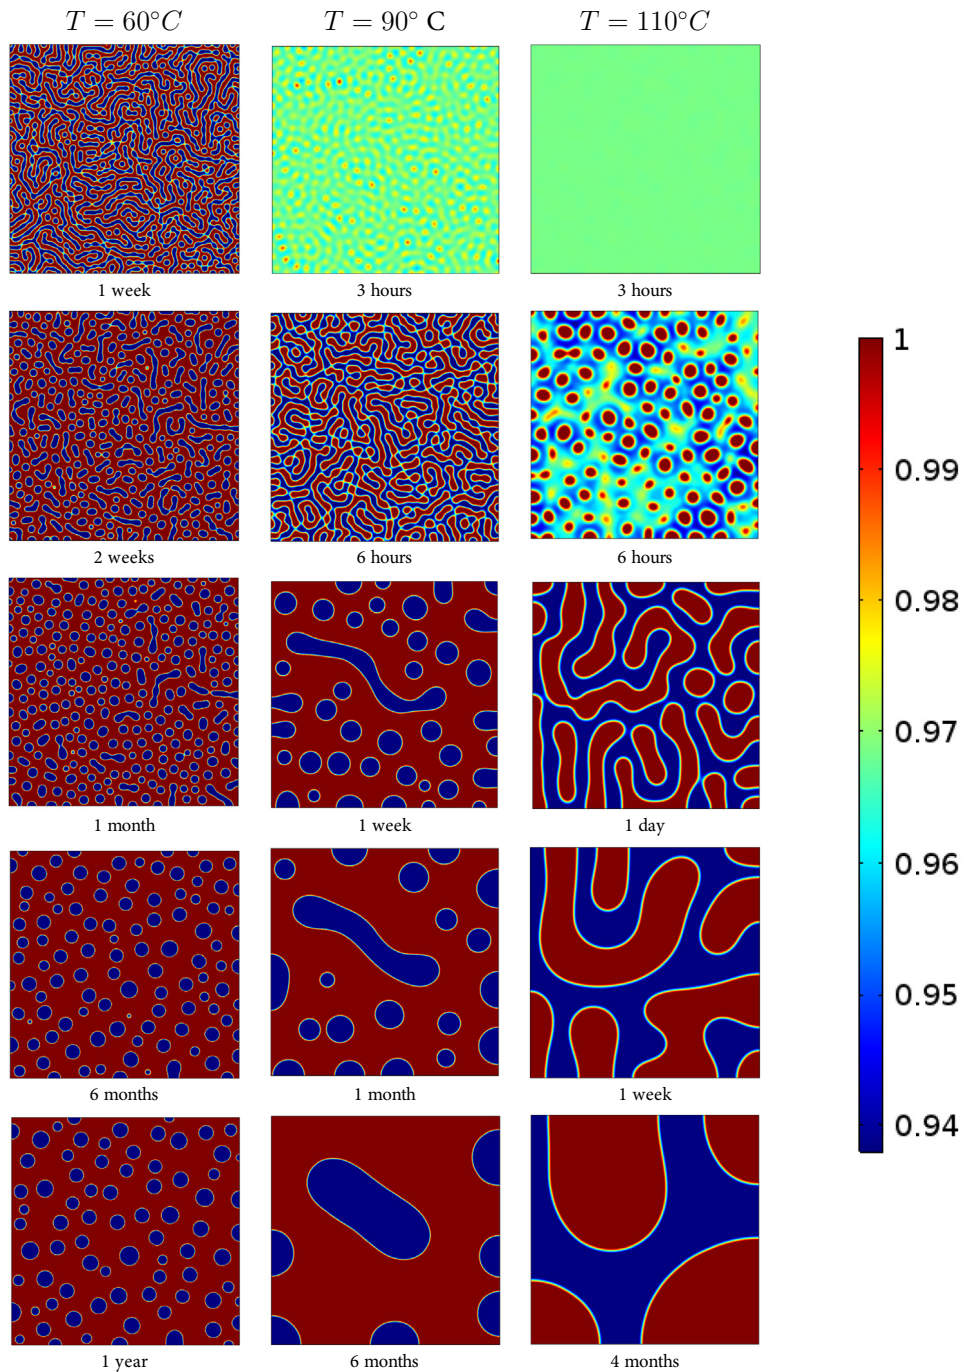 T = 60°C T = 90° C T = 110°C
1 week 3 hours 3 hours
2 weeks 6 hours 6 hours
1 month 1 week 1 day
6 months 1 month 1 week
1 year 6 months 4 months
1
0.99
0.98
0.97
0.96
0.95
0.94